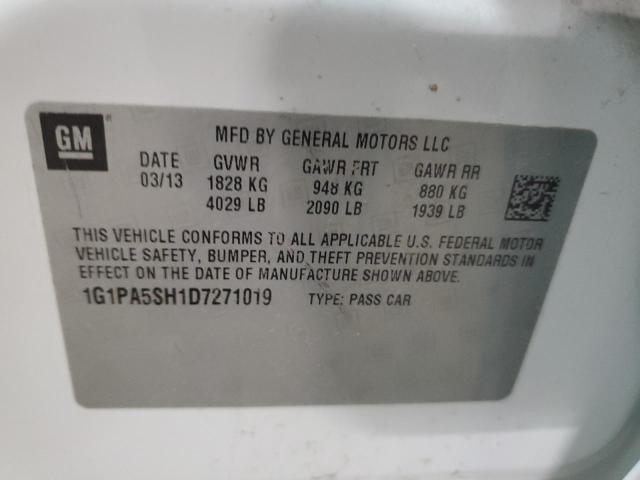 GM
MFD BY GENERAL MOTORS LLC
DATE GVWR GAWR FRT GAWR RR
03/13 1828 KG 948 KG 880 KG
4029 LB 2090 LB 1939 LB
THIS VEHICLE CONFORMS TO ALL APPLICABLE U.S. FEDERAL MOTOR
VEHICLE SAFETY, BUMPER, AND THEFT PREVENTION STANDARDS IN
EFFECT ON THE DATE OF MANUFACTURE SHOWN ABOVE.
1G1PA5SH1D7271019 TYPE: PASS CAR